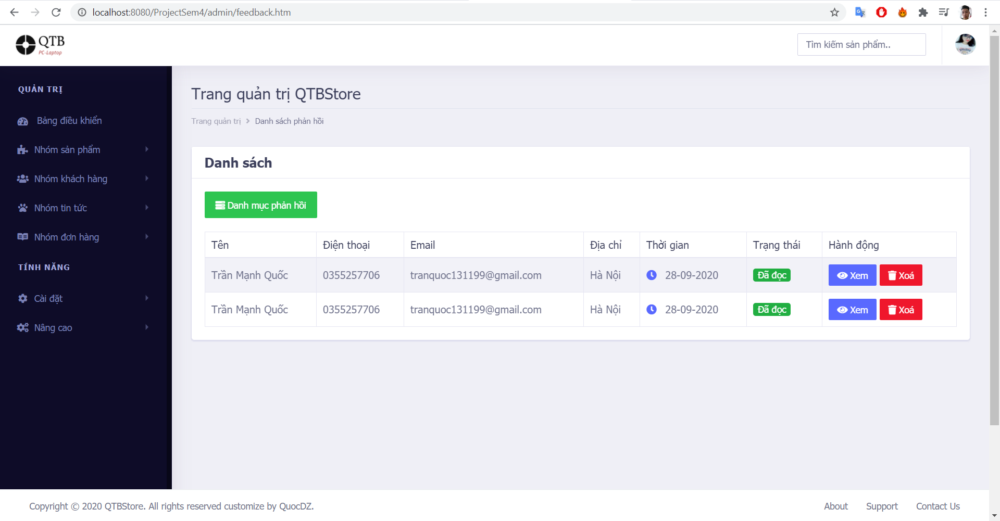 localhost:8080/ProjectSem4/admin/feedback.htm
QTB
PC-Laptop
Tìm kiếm sản phẩm..
QUẢN TRỊ
Bảng điều khiển
Nhóm sản phẩm
Nhóm khách hàng
Nhóm tin tức
Nhóm đơn hàng
TÍNH NĂNG
Cài đặt
Nâng cao
Trang quản trị QTBStore
Trang quản trị > Danh sách phản hồi
Danh sách
Danh mục phản hồi
Tên Điện thoại Email Địa chỉ Thời gian Trạng thái Hành động
Trần Mạnh Quốc 0355257706 tranquoc131199@gmail.com Hà Nội 28-09-2020 Đã đọc Xem Xoá
Trần Mạnh Quốc 0355257706 tranquoc131199@gmail.com Hà Nội 28-09-2020 Đã đọc Xem Xoá
Copyright © 2020 QTBStore. All rights reserved customize by QuocDZ.
About Support Contact Us